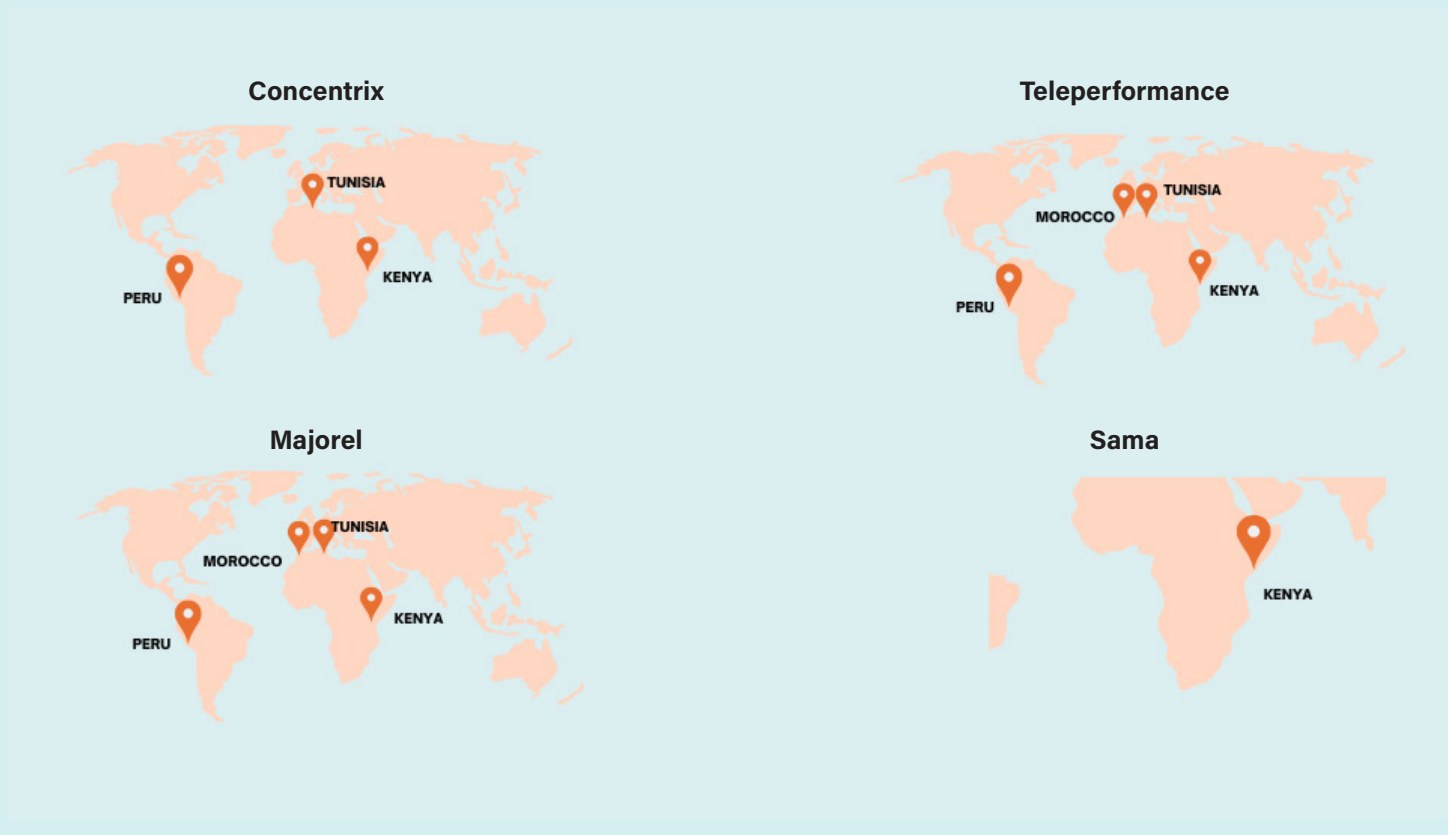 Concentrix
TUNISIA
KENYA
PERU
Teleperformance
TUNISIA
MOROCCO
KENYA
PERU
Majorel
TUNISIA
MOROCCO
KENYA
PERU
Sama
KENYA